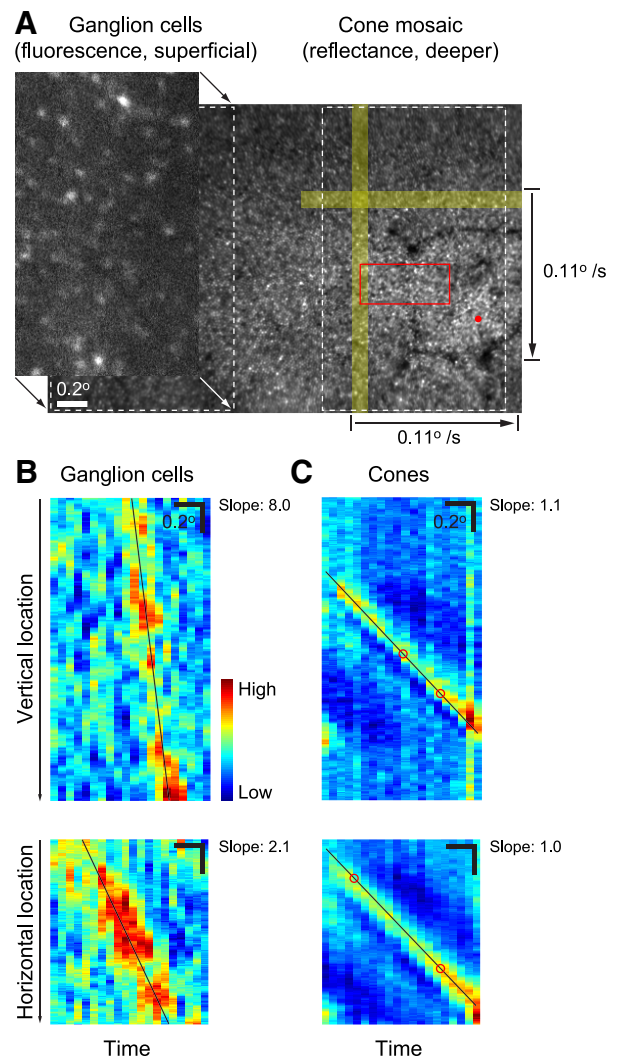 A
Ganglion cells
(fluorescence, superficial)
Cone mosaic
(reflectance, deeper)
0.2°
0.11° /s
0.11° /s
B
Ganglion cells
C
Cones
Vertical location
0.2°
Slope: 8.0
High
Low
0.2°
Slope: 1.1
Horizontal location
Slope: 2.1
Slope: 1.0
Time
Time